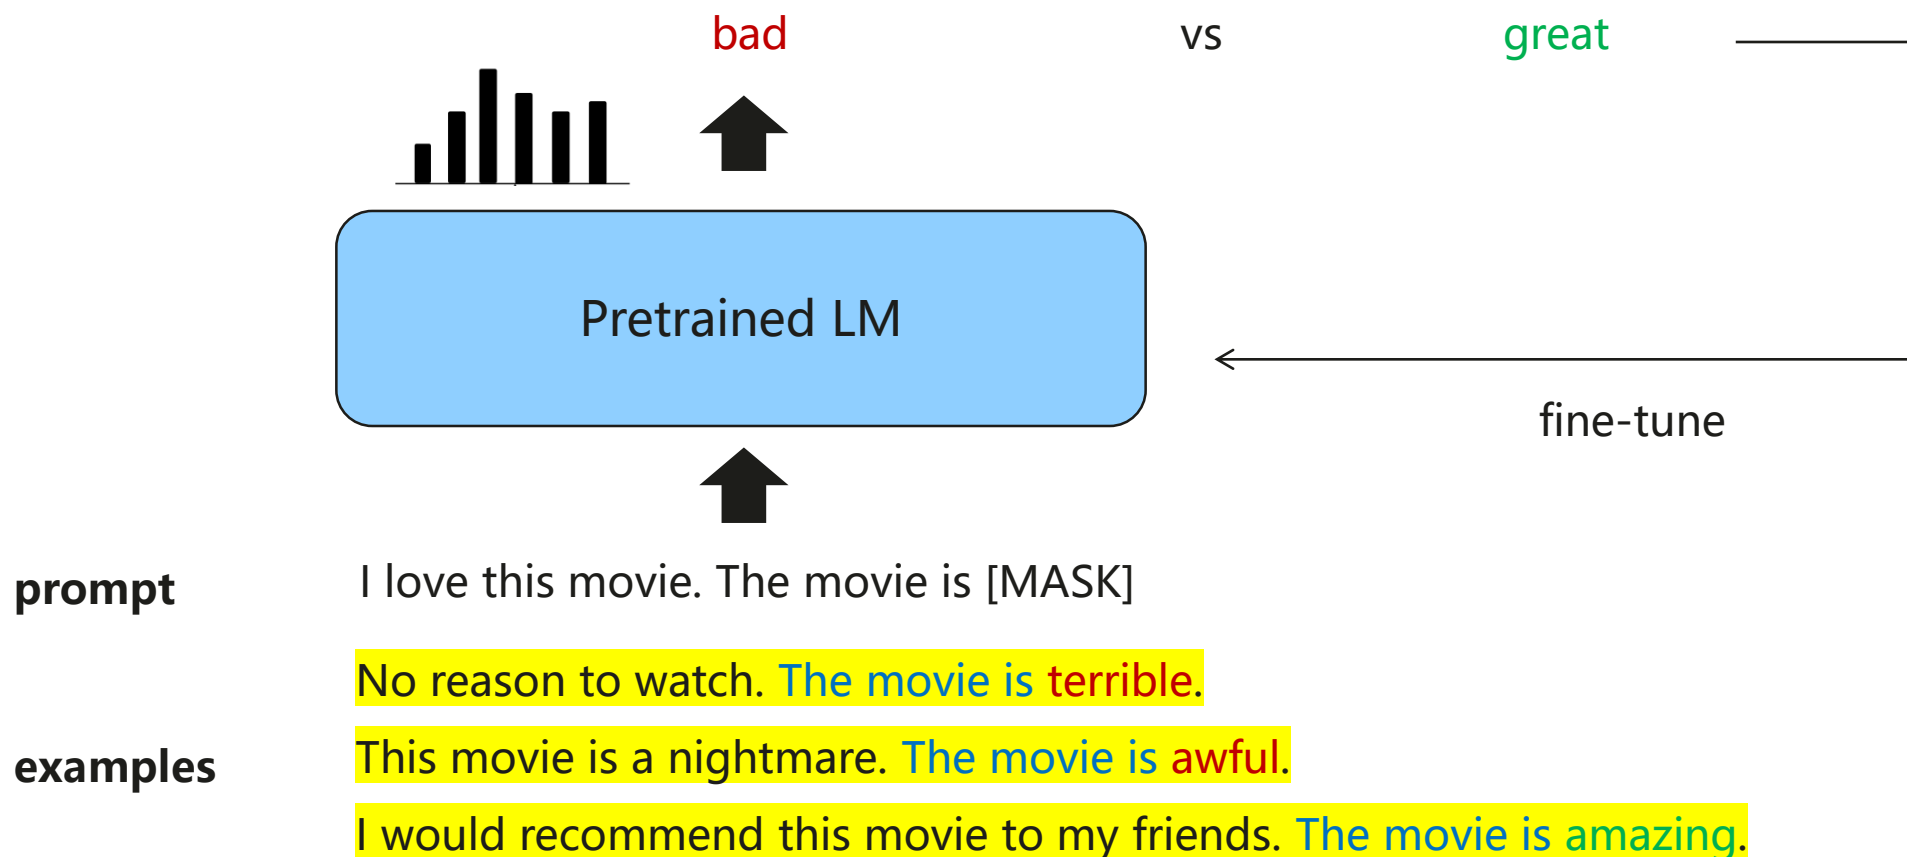 bad vs great
Pretrained LM
fine-tune
prompt I love this movie. The movie is [MASK]
No reason to watch. The movie is terrible.
examples This movie is a nightmare. The movie is awful.
I would recommend this movie to my friends. The movie is amazing.